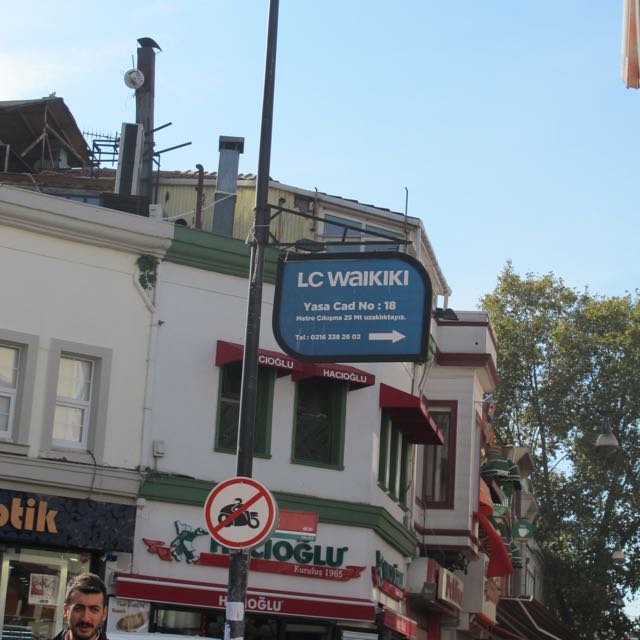 LC WAIKIKI
Yasa Cad No : 18
Metro Çıkışına 25 Mt uzaklıktayız.
Tel : 0216 338 26 02
HACIOĞLU
HACIOĞLU
otik
HACIOĞLU
Kuruluş 1965
HACIOĞLU